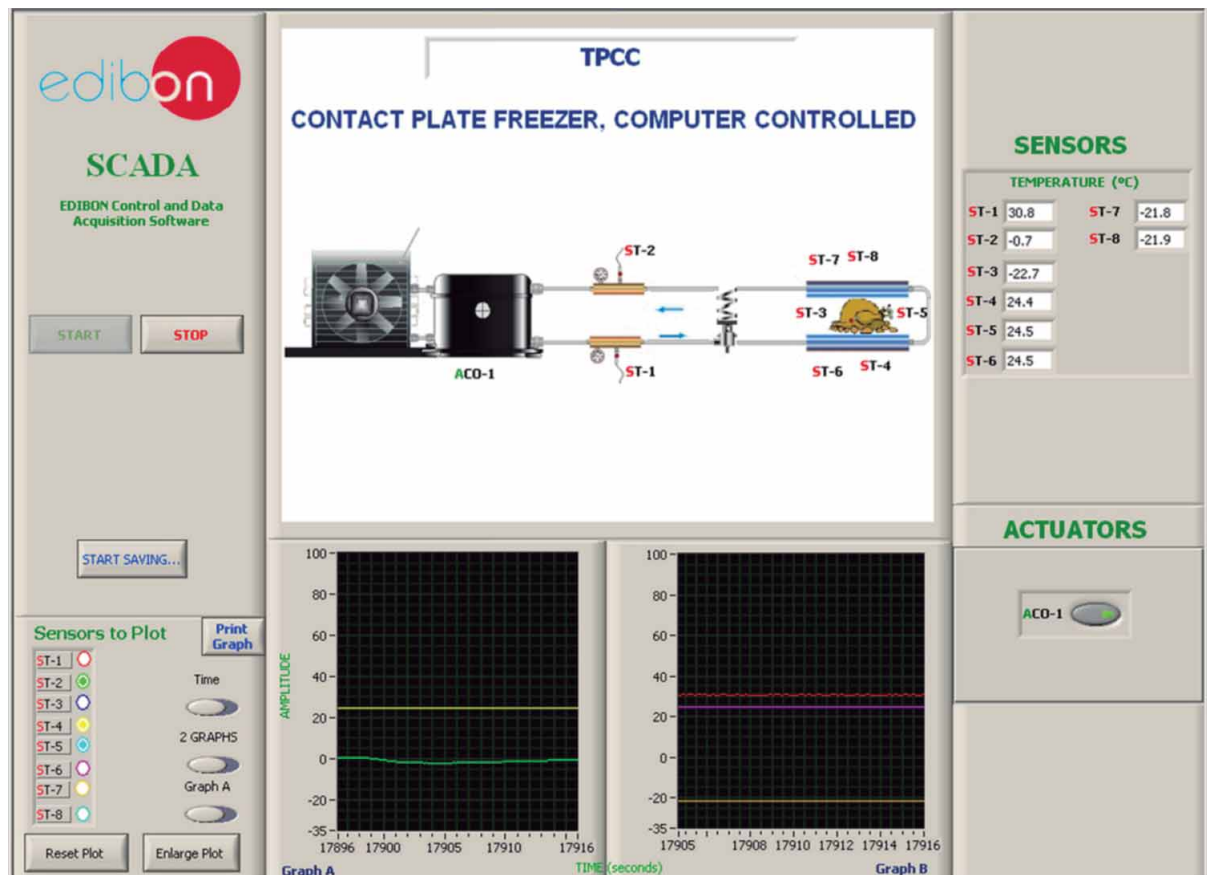 edibon
SCADA
EDIBON Control and Data
Acquisition Software
START
STOP
START SAVING...
Sensors to Plot
Print
Graph
ST-1
ST-2
ST-3
ST-4
ST-5
ST-6
ST-7
ST-8
Time
2 GRAPHS
Graph A
Reset Plot
Enlarge Plot
TPCC
CONTACT PLATE FREEZER, COMPUTER CONTROLLED
ST-2
ST-7 ST-8
ST-3
ST-5
ACO-1
ST-1
ST-6
ST-4
AMPLITUDE
100
80
60
40
20
0
-20
-35
17896 17900 17905 17910 17916
Graph A
TIME (seconds)
100
80
60
40
20
0
-20
-35
17905 17908 17910 17912 17914 17916
Graph B
SENSORS
TEMPERATURE (ºC)
ST-1 30.8 ST-7 -21.8
ST-2 -0.7 ST-8 -21.9
ST-3 -22.7
ST-4 24.4
ST-5 24.5
ST-6 24.5
ACTUATORS
ACO-1